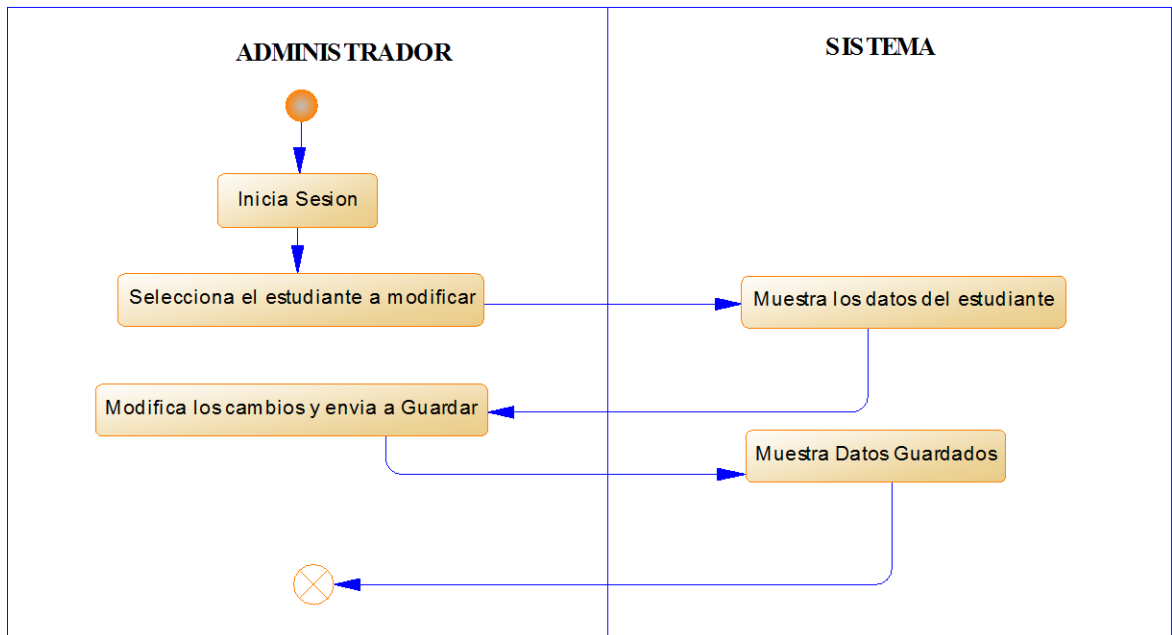 ADMINISTRADOR
SISTEMA
Inicia Sesion
Selecciona el estudiante a modificar
Muestra los datos del estudiante
Modifica los cambios y envia a Guardar
Muestra Datos Guardados